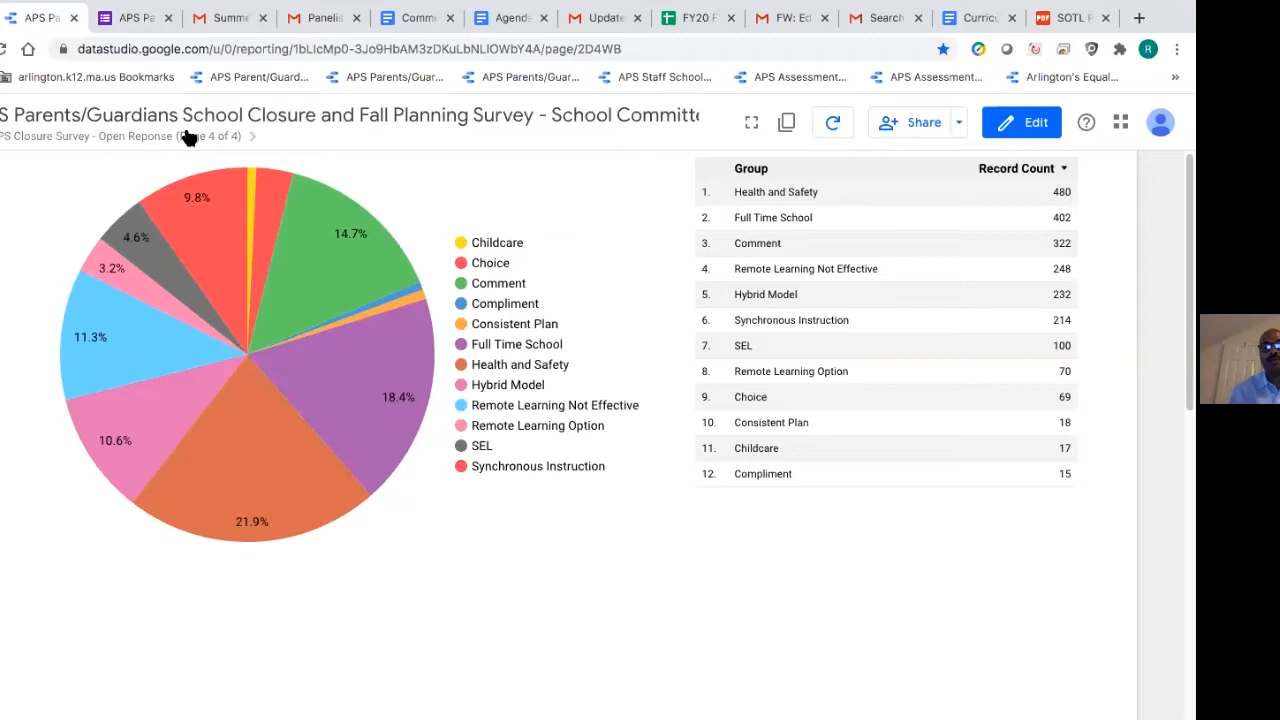 APS Pa
APS Pa
Summe
Panelis
Comm
Agenda
Update
FY20 F
FW: Ed
Search
Curricu
PDF
SOTL P
datastudio.google.com/u/0/reporting/1bLIcMp0-3Jo9HbAM3zDKuLbNLIOWbY4A/page/2D4WB
R
arlington.k12.ma.us Bookmarks
APS Parent/Guard...
APS Parents/Guar...
APS Parents/Guar...
APS Staff School...
APS Assessment...
APS Assessment...
Arlington's Equal...
»
S Parents/Guardians School Closure and Fall Planning Survey - School Committe
PS Closure Survey - Open Reponse (Page 4 of 4)
Share
Edit
9.8%
14.7%
4.6%
3.2%
11.3%
18.4%
10.6%
21.9%
Childcare
Choice
Comment
Compliment
Consistent Plan
Full Time School
Health and Safety
Hybrid Model
Remote Learning Not Effective
Remote Learning Option
SEL
Synchronous Instruction
Group Record Count
1. Health and Safety 480
2. Full Time School 402
3. Comment 322
4. Remote Learning Not Effective 248
5. Hybrid Model 232
6. Synchronous Instruction 214
7. SEL 100
8. Remote Learning Option 70
9. Choice 69
10. Consistent Plan 18
11. Childcare 17
12. Compliment 15